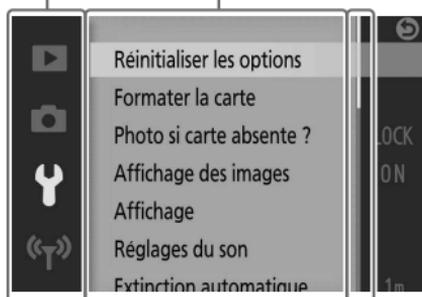 Réinitialiser les options
Formater la carte
Photo si carte absente ?
LOCK
Affichage des images
ON
Affichage
Réglages du son
Extinction automatique
1m